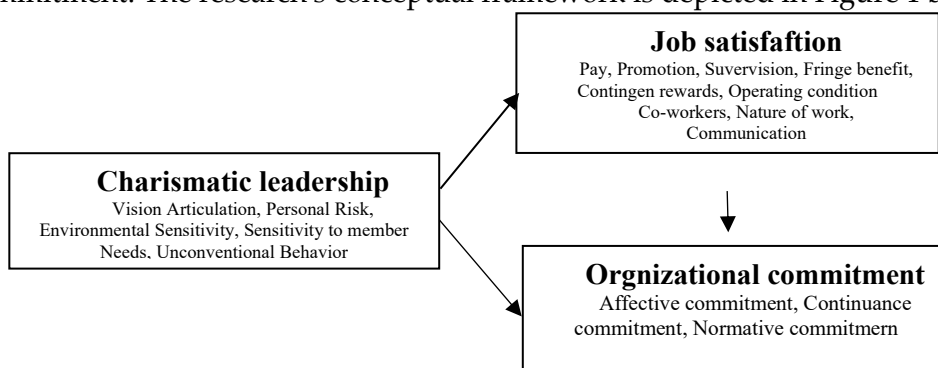 The research's conceptual framework is depicted in Figure 1
Job satisfaftion
Pay, Promotion, Suvervision, Fringe benefit,
Contingen rewards, Operating condition
Co-workers, Nature of work,
Communication
Charismatic leadership
Vision Articulation, Personal Risk,
Environmental Sensitivity, Sensitivity to member
Needs, Unconventional Behavior
Orgnizational commitment
Affective commitment, Continuance
commitment, Normative commitmern